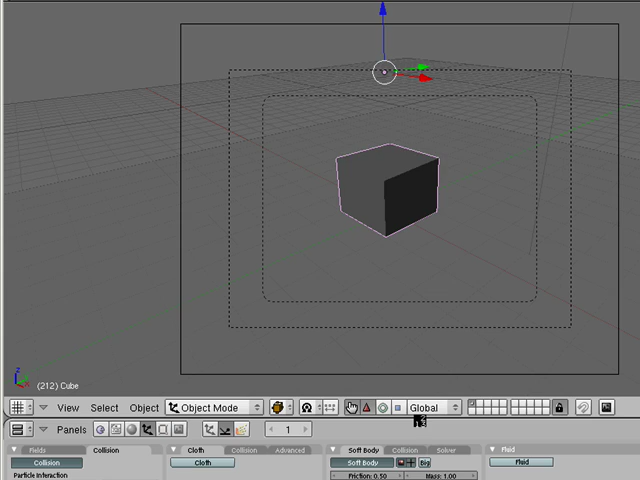 z
(212) Cube
View Select Object Object Mode Global
Panels 1
Fields Collision Cloth Collision Advanced Soft Body Collision Solver Fluid
Collision Cloth Soft Body Bg Fluid
Particle Interaction Friction: 0.50 Mass: 1.00